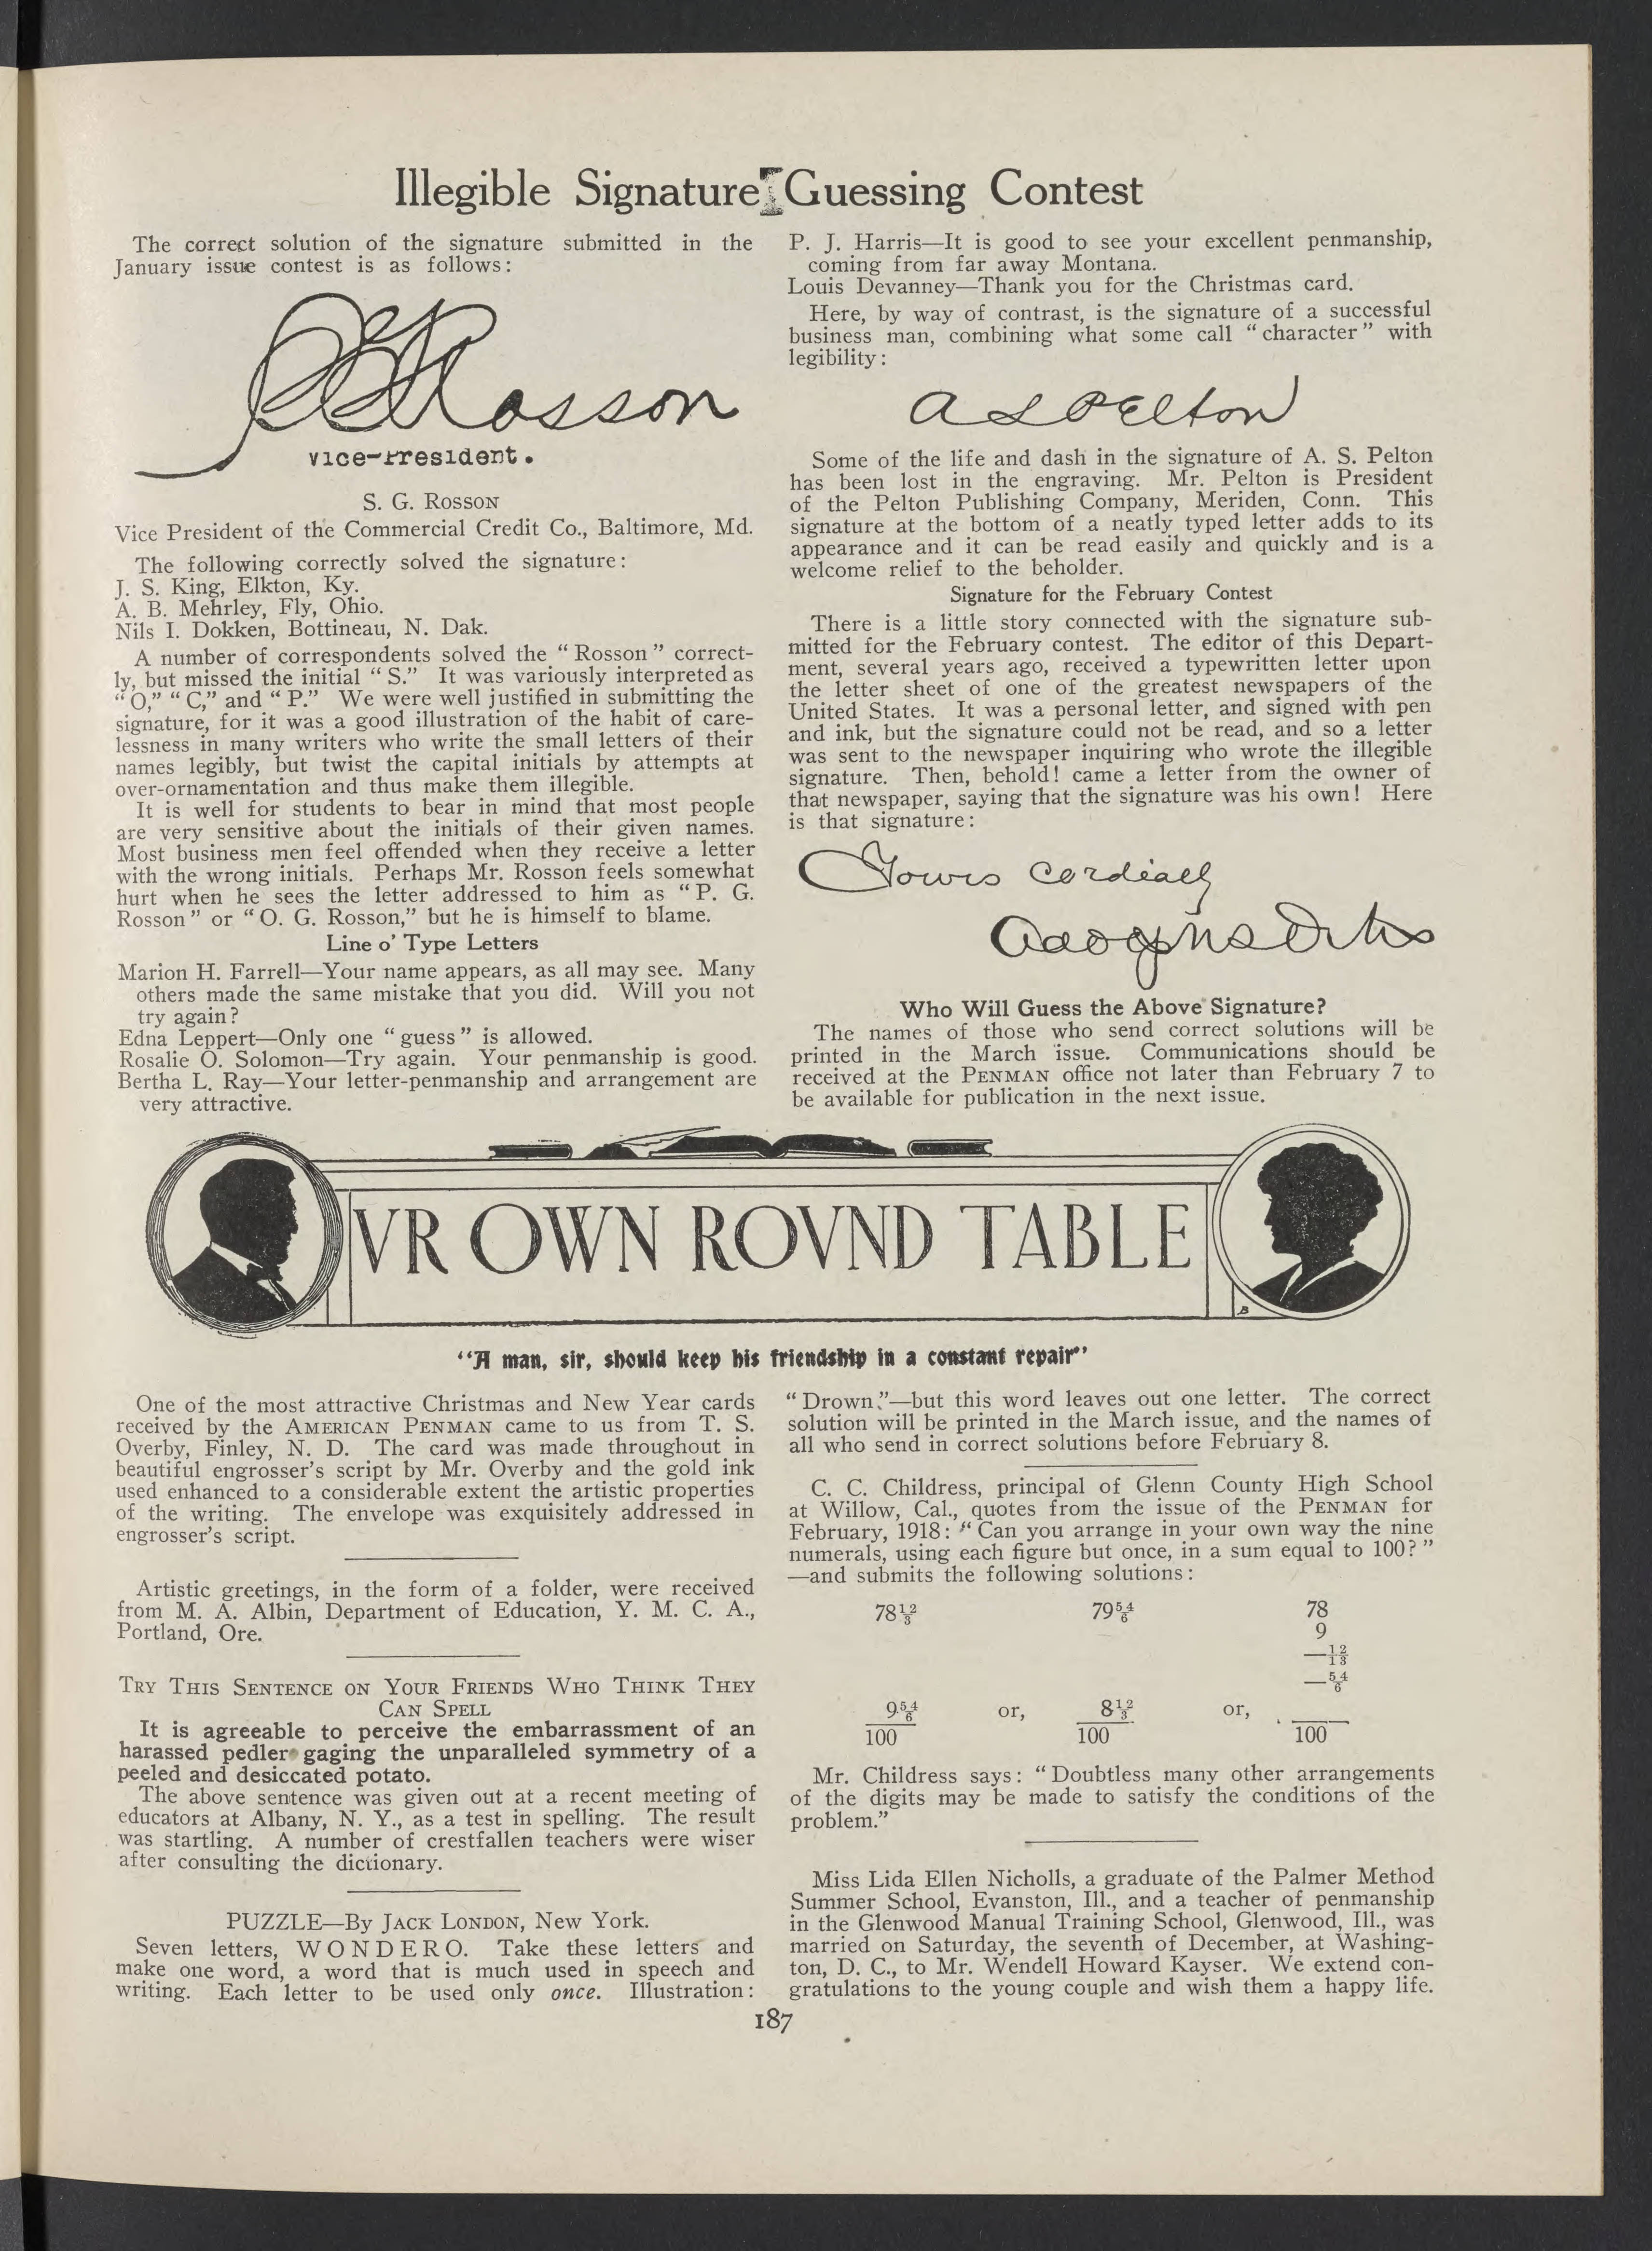 Illegible Signature Guessing Contest
The correct solution of the signature submitted in the
January issue contest is as follows:
Rosson
Vice-President.
S. G. ROSSON
Vice President of the Commercial Credit Co., Baltimore, Md.
The following correctly solved the signature:
J. S. King, Elkton, Ky.
A. B. Mehrley, Fly, Ohio.
Nils I. Dokken, Bottineau, N. Dak.
A number of correspondents solved the “Rosson” correct-
ly, but missed the initial “S.” It was variously interpreted as
“O,” “C,” and “P.” We were well justified in submitting the
signature, for it was a good illustration of the habit of care-
lessness in many writers who write the small letters of their
names legibly, but twist the capital initials by attempts at
over-ornamentation and thus make them illegible.
It is well for students to bear in mind that most people
are very sensitive about the initials of their given names.
Most business men feel offended when they receive a letter
with the wrong initials. Perhaps Mr. Rosson feels somewhat
hurt when he sees the letter addressed to him as “P. G.
Rosson” or “O. G. Rosson,” but he is himself to blame.
Line o’ Type Letters
Marion H. Farrell—Your name appears, as all may see. Many
others made the same mistake that you did. Will you not
try again?
Edna Leppert—Only one “guess” is allowed.
Rosalie O. Solomon—Try again. Your penmanship is good.
Bertha L. Ray—Your letter-penmanship and arrangement are
very attractive.
P. J. Harris—It is good to see your excellent penmanship,
coming from far away Montana.
Louis Devanney—Thank you for the Christmas card.
Here, by way of contrast, is the signature of a successful
business man, combining what some call “character” with
legibility:
A S Pelton
Some of the life and dash in the signature of A. S. Pelton
has been lost in the engraving. Mr. Pelton is President
of the Pelton Publishing Company, Meriden, Conn. This
signature at the bottom of a neatly typed letter adds to its
appearance and it can be read easily and quickly and is a
welcome relief to the beholder.
Signature for the February Contest
There is a little story connected with the signature sub-
mitted for the February contest. The editor of this Depart-
ment, several years ago, received a typewritten letter upon
the letter sheet of one of the greatest newspapers of the
United States. It was a personal letter, and signed with pen
and ink, but the signature could not be read, and so a letter
was sent to the newspaper inquiring who wrote the illegible
signature. Then, behold! came a letter from the owner of
that newspaper, saying that the signature was his own! Here
is that signature:
Yours cordially
Who Will Guess the Above Signature?
The names of those who send correct solutions will be
printed in the March issue. Communications should be
received at the PENMAN office not later than February 7 to
be available for publication in the next issue.
OVR OWN ROVND TABLE
B
“A man, sir, should keep his friendship in a constant repair”
One of the most attractive Christmas and New Year cards
received by the AMERICAN PENMAN came to us from T. S.
Overby, Finley, N. D. The card was made throughout in
beautiful engrosser’s script by Mr. Overby and the gold ink
used enhanced to a considerable extent the artistic properties
of the writing. The envelope was exquisitely addressed in
engrosser’s script.
Artistic greetings, in the form of a folder, were received
from M. A. Albin, Department of Education, Y. M. C. A.,
Portland, Ore.
TRY THIS SENTENCE ON YOUR FRIENDS WHO THINK THEY
CAN SPELL
It is agreeable to perceive the embarrassment of an
harassed pedler gaging the unparalleled symmetry of a
peeled and desiccated potato.
The above sentence was given out at a recent meeting of
educators at Albany, N. Y., as a test in spelling. The result
was startling. A number of crestfallen teachers were wiser
after consulting the dictionary.
PUZZLE—By JACK LONDON, New York.
Seven letters, WONDERO. Take these letters and
make one word, a word that is much used in speech and
writing. Each letter to be used only once. Illustration:
“Drown,”—but this word leaves out one letter. The correct
solution will be printed in the March issue, and the names of
all who send in correct solutions before February 8.
C. C. Childress, principal of Glenn County High School
at Willow, Cal., quotes from the issue of the PENMAN for
February, 1918: “Can you arrange in your own way the nine
numerals, using each figure but once, in a sum equal to 100?”
—and submits the following solutions:
78 12/3 79 54/6 78
9
—12/13
—54/6
9 54/6 or, 8 12/3 or,
100 100 100
Mr. Childress says: “Doubtless many other arrangements
of the digits may be made to satisfy the conditions of the
problem.”
Miss Lida Ellen Nicholls, a graduate of the Palmer Method
Summer School, Evanston, Ill., and a teacher of penmanship
in the Glenwood Manual Training School, Glenwood, Ill., was
married on Saturday, the seventh of December, at Washing-
ton, D. C., to Mr. Wendell Howard Kayser. We extend con-
gratulations to the young couple and wish them a happy life.
187